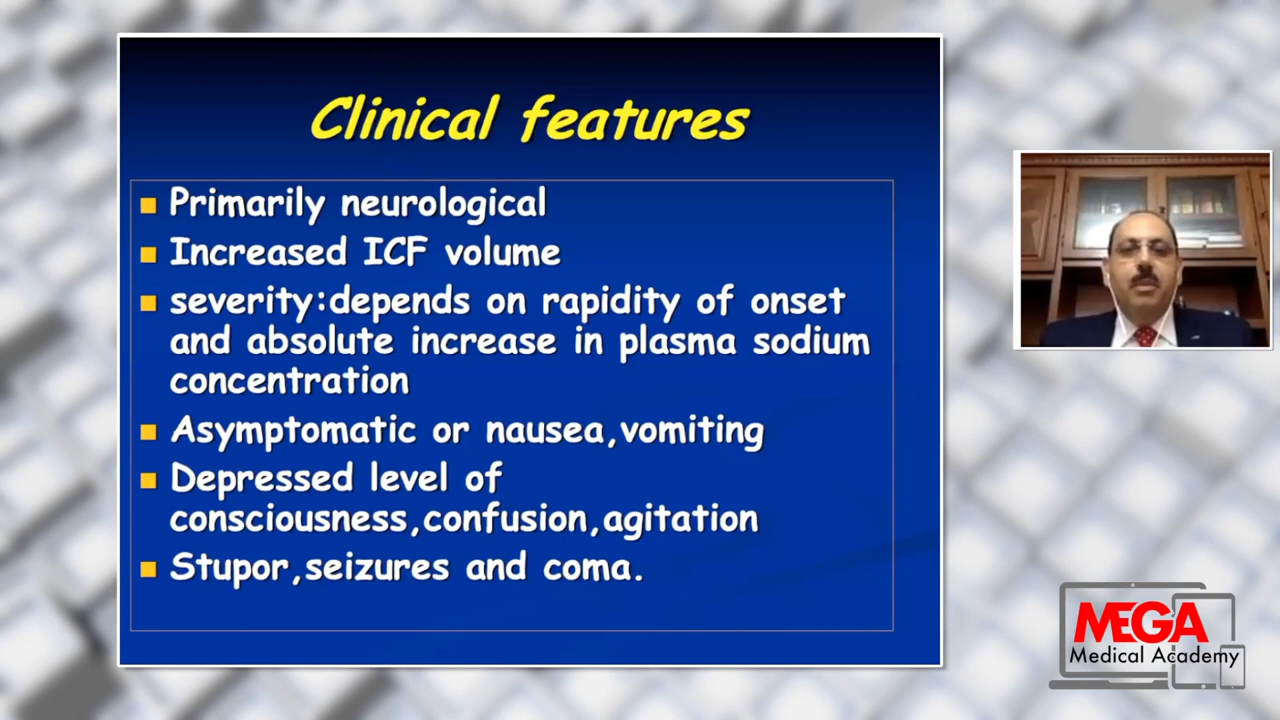 Clinical features
Primarily neurological
Increased ICF volume
severity:depends on rapidity of onset
and absolute increase in plasma sodium
concentration
Asymptomatic or nausea,vomiting
Depressed level of
consciousness,confusion,agitation
Stupor,seizures and coma.
MEGA
Medical Academy